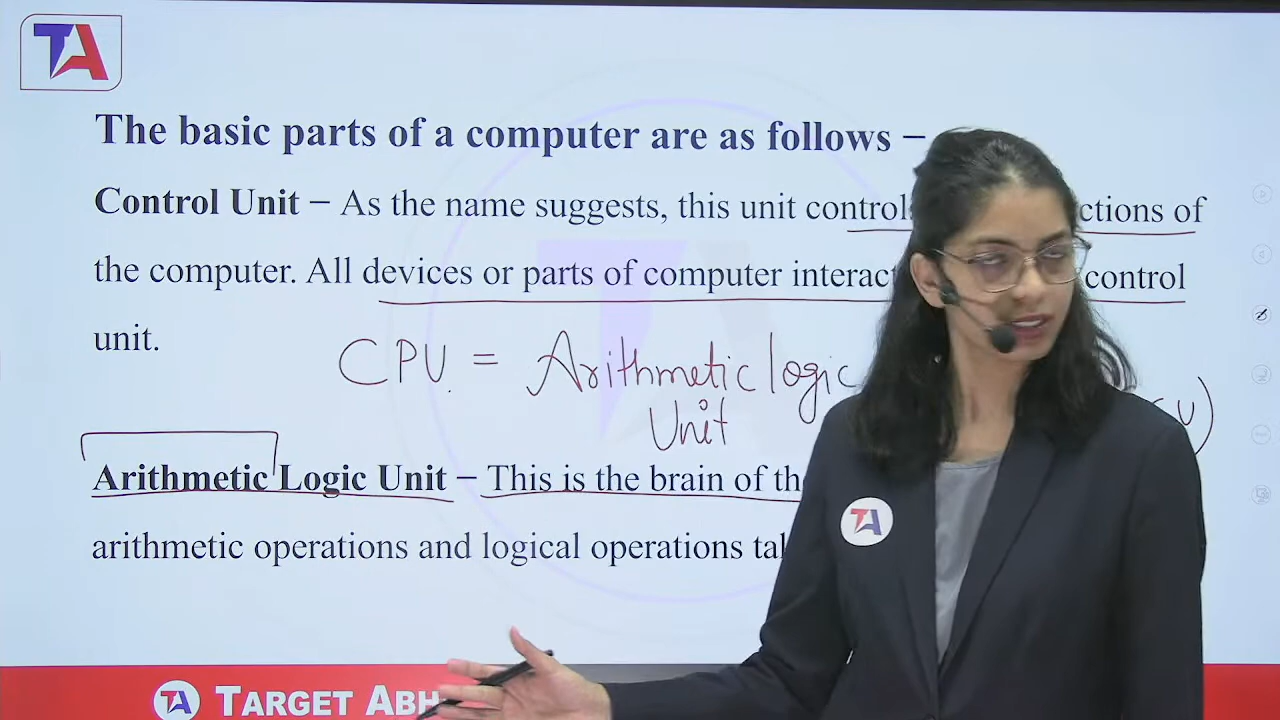 TA
The basic parts of a computer are as follows –
Control Unit – As the name suggests, this unit control ctions of
the computer. All devices or parts of computer interac control
unit.
CPU = Arithmetic logic
Unit
Arithmetic Logic Unit – This is the brain of th
arithmetic operations and logical operations tal
TA
TA TARGET ABH